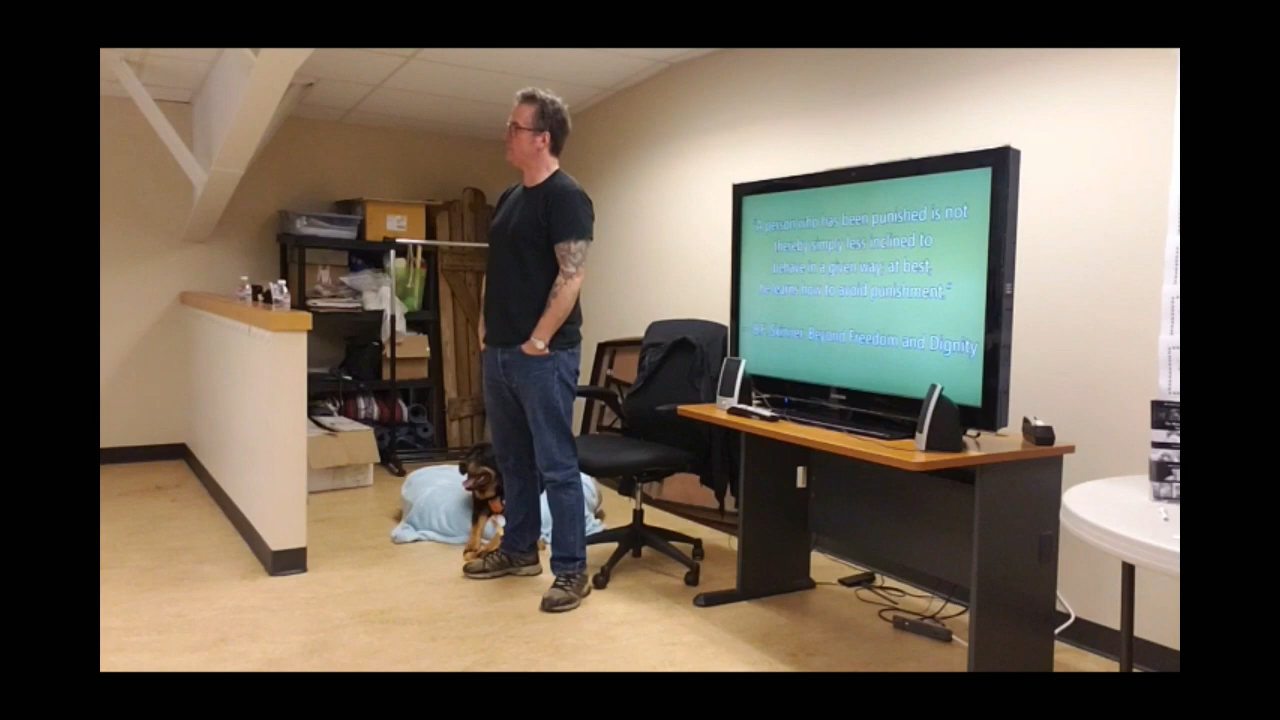 "A person who has been punished is not
thereby simply less inclined to
behave in a given way; at best,
he learns how to avoid punishment."
― B.F. Skinner, Beyond Freedom and Dignity